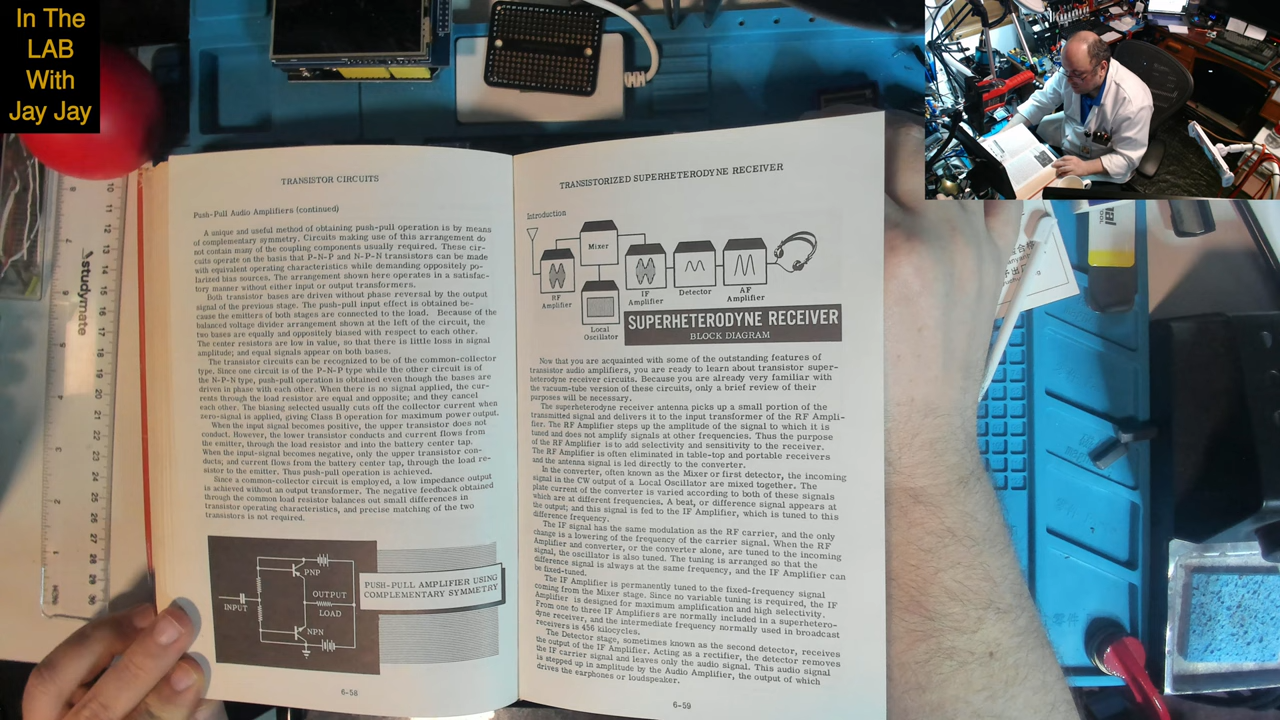 In The
LAB
With
Jay Jay
TRANSISTOR CIRCUITS
Push-Pull Audio Amplifiers (continued)
A unique and useful method of obtaining push-pull operation is by means
of complementary symmetry. Circuits making use of this arrangement do
not contain many of the coupling components usually required. These cir-
cuits operate on the basis that P-N-P and N-P-N transistors can be made
with equivalent operating characteristics while demanding oppositely po-
larized bias sources. The arrangement shown here operates in a satisfac-
tory manner without either input or output transformers.
Both transistor bases are driven without phase reversal by the output
signal of the previous stage. The push-pull input effect is obtained be-
cause the emitters of both stages are connected to the load. Because of the
balanced voltage divider arrangement shown at the left of the circuit, the
two bases are equally and oppositely biased with respect to each other.
The center resistors are low in value, so that there is little loss in signal
amplitude; and equal signals appear on both bases.
The transistor circuits can be recognized to be of the common-collector
type. Since one circuit is of the P-N-P type while the other circuit is of
the N-P-N type, push-pull operation is obtained even though the bases are
driven in phase with each other. When there is no signal applied, the cur-
rents through the load resistor are equal and opposite; and they cancel
each other. The biasing selected usually cuts off the collector current when
zero-signal is applied, giving Class B operation for maximum power output.
When the input signal becomes positive, the upper transistor does not
conduct. However, the lower transistor conducts and current flows from
the emitter, through the load resistor and into the battery center tap.
When the input-signal becomes negative, only the upper transistor con-
ducts; and current flows from the battery center tap, through the load re-
sistor to the emitter. Thus push-pull operation is achieved.
Since a common-collector circuit is employed, a low impedance output
is achieved without an output transformer. The negative feedback obtained
through the common load resistor balances out small differences in
transistor operating characteristics, and precise matching of the two
transistors is not required.
PNP
INPUT
OUTPUT
LOAD
NPN
PUSH-PULL AMPLIFIER USING
COMPLEMENTARY SYMMETRY
6-58
TRANSISTORIZED SUPERHETERODYNE RECEIVER
Introduction
Mixer
RF
Amplifier
IF
Amplifier
Detector
AF
Amplifier
Local
Oscillator
SUPERHETERODYNE RECEIVER
BLOCK DIAGRAM
Now that you are acquainted with some of the outstanding features of
transistor audio amplifiers, you are ready to learn about transistor super-
heterodyne receiver circuits. Because you are already very familiar with
the vacuum-tube version of these circuits, only a brief review of their
purposes will be necessary.
The superheterodyne receiver antenna picks up a small portion of the
transmitted signal and delivers it to the input transformer of the RF Ampli-
fier. The RF Amplifier steps up the amplitude of the signal to which it is
tuned and does not amplify signals at other frequencies. Thus the purpose
of the RF Amplifier is to add selectivity and sensitivity to the receiver.
The RF Amplifier is often eliminated in table-top and portable receivers
and the antenna signal is led directly to the converter.
In the converter, often known as the Mixer or first detector, the incoming
signal in the CW output of a Local Oscillator are mixed together. The
plate current of the converter is varied according to both of these signals
which are at different frequencies. A beat, or difference signal appears at
the output; and this signal is fed to the IF Amplifier, which is tuned to this
difference frequency.
The IF signal has the same modulation as the RF carrier, and the only
change is a lowering of the frequency of the carrier signal. When the RF
Amplifier and converter, or the converter alone, are tuned to the incoming
signal, the oscillator is also tuned. The tuning is arranged so that the
difference signal is always at the same frequency, and the IF Amplifier can
be fixed-tuned.
The IF Amplifier is permanently tuned to the fixed-frequency signal
coming from the Mixer stage. Since no variable tuning is required, the IF
Amplifier is designed for maximum amplification and high selectivity.
From one to three IF Amplifiers are normally included in a superhetero-
dyne receiver, and the intermediate frequency normally used in broadcast
receivers is 456 kilocycles.
The Detector stage, sometimes known as the second detector, receives
the output of the IF Amplifier. Acting as a rectifier, the detector removes
the IF carrier signal and leaves only the audio signal. This audio signal
is stepped up in amplitude by the Audio Amplifier, the output of which
drives the earphones or loudspeaker.
6-59
studymate